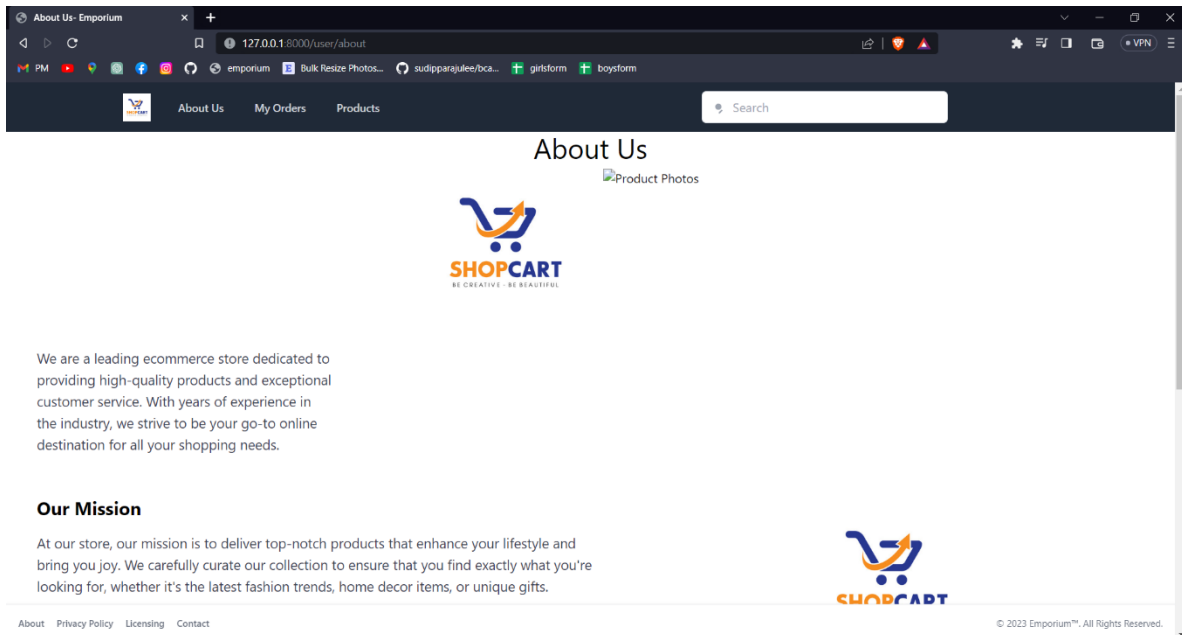 About Us- Emporium
127.0.0.1:8000/user/about
VPN
PM
emporium
E Bulk Resize Photos...
sudipparajulee/bca...
girlsform
boysform
About Us My Orders Products
Search
About Us
Product Photos
SHOPCART
BE CREATIVE - BE BEAUTIFUL
We are a leading ecommerce store dedicated to
providing high-quality products and exceptional
customer service. With years of experience in
the industry, we strive to be your go-to online
destination for all your shopping needs.
Our Mission
At our store, our mission is to deliver top-notch products that enhance your lifestyle and
bring you joy. We carefully curate our collection to ensure that you find exactly what you're
looking for, whether it's the latest fashion trends, home decor items, or unique gifts.
SHOPCART
About Privacy Policy Licensing Contact
© 2023 Emporium™. All Rights Reserved.